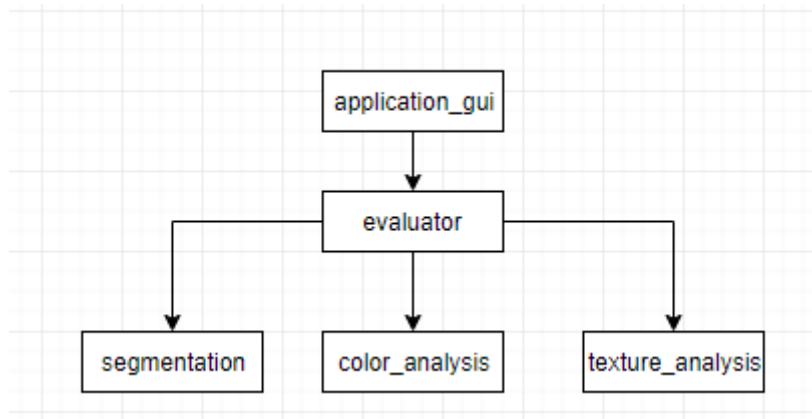 application_gui
evaluator
segmentation
color_analysis
texture_analysis